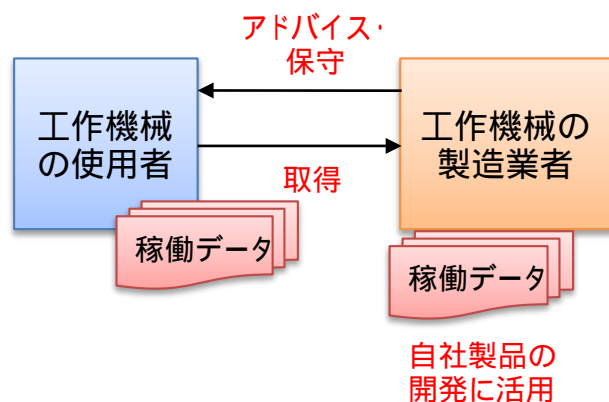 アドバイス・
保守
工作機械
の使用者
工作機械の
製造業者
取得
稼働データ
稼働データ
自社製品の
開発に活用